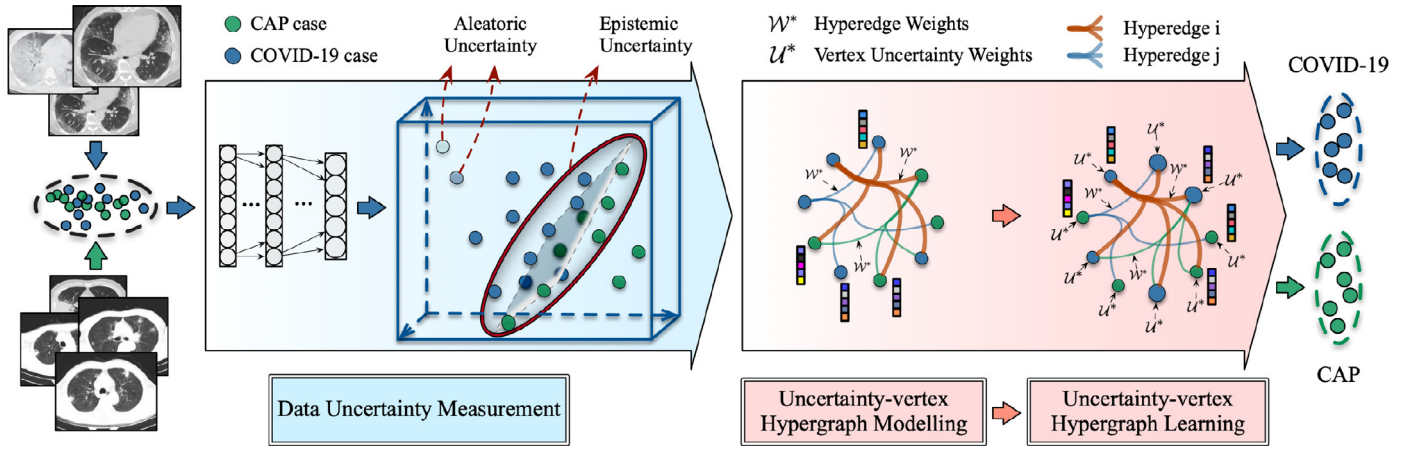 CAP case
COVID-19 case
Aleatoric
Uncertainty
Epistemic
Uncertainty
𝒲* Hyperedge Weights
𝒰* Vertex Uncertainty Weights
Hyperedge i
Hyperedge j
COVID-19
𝒲*
𝒲*
𝒲*
𝒰*
𝒰*
𝒲*
𝒲*
𝒰*
𝒰*
𝒲*
𝒰*
𝒰*
𝒰*
𝒰*
𝒰*
CAP
Data Uncertainty Measurement
Uncertainty-vertex
Hypergraph Modelling
Uncertainty-vertex
Hypergraph Learning